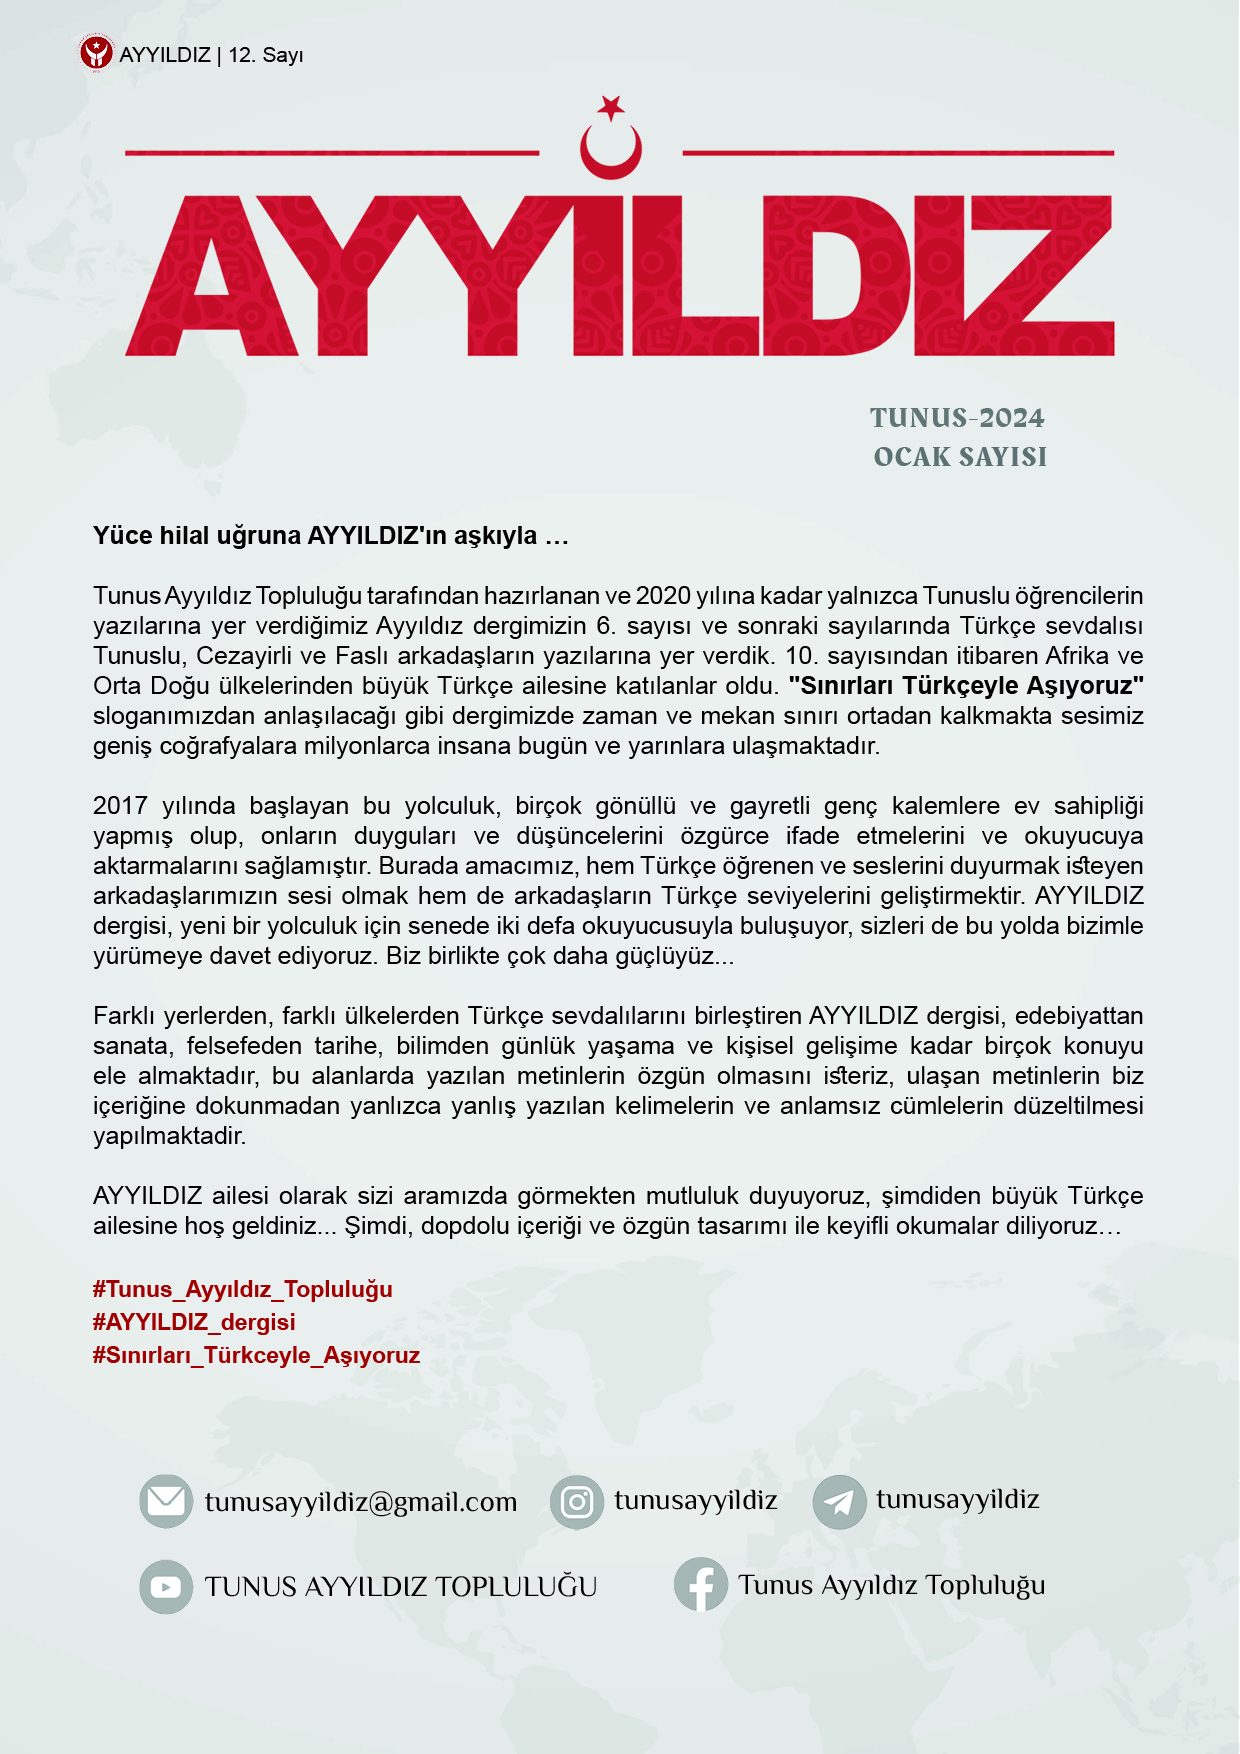 AYYILDIZ | 12. Sayı
AYYILDIZ
TUNUS-2024
OCAK SAYISI
Yüce hilal uğruna AYYILDIZ'ın aşkıyla …
Tunus Ayyıldız Topluluğu tarafından hazırlanan ve 2020 yılına kadar yalnızca Tunuslu öğrencilerin
yazılarına yer verdiğimiz Ayyıldız dergimizin 6. sayısı ve sonraki sayılarında Türkçe sevdalısı
Tunuslu, Cezayirli ve Faslı arkadaşların yazılarına yer verdik. 10. sayısından itibaren Afrika ve
Orta Doğu ülkelerinden büyük Türkçe ailesine katılanlar oldu. "Sınırları Türkçeyle Aşıyoruz"
sloganımızdan anlaşılacağı gibi dergimizde zaman ve mekan sınırı ortadan kalkmakta sesimiz
geniş coğrafyalara milyonlarca insana bugün ve yarınlara ulaşmaktadır.
2017 yılında başlayan bu yolculuk, birçok gönüllü ve gayretli genç kalemlere ev sahipliği
yapmış olup, onların duyguları ve düşüncelerini özgürce ifade etmelerini ve okuyucuya
aktarmalarını sağlamıştır. Burada amacımız, hem Türkçe öğrenen ve seslerini duyurmak isteyen
arkadaşlarımızın sesi olmak hem de arkadaşların Türkçe seviyelerini geliştirmektir. AYYILDIZ
dergisi, yeni bir yolculuk için senede iki defa okuyucusuyla buluşuyor, sizleri de bu yolda bizimle
yürümeye davet ediyoruz. Biz birlikte çok daha güçlüyüz...
Farklı yerlerden, farklı ülkelerden Türkçe sevdalılarını birleştiren AYYILDIZ dergisi, edebiyattan
sanata, felsefeden tarihe, bilimden günlük yaşama ve kişisel gelişime kadar birçok konuyu
ele almaktadır, bu alanlarda yazılan metinlerin özgün olmasını isteriz, ulaşan metinlerin biz
içeriğine dokunmadan yanlızca yanlış yazılan kelimelerin ve anlamsız cümlelerin düzeltilmesi
yapılmaktadir.
AYYILDIZ ailesi olarak sizi aramızda görmekten mutluluk duyuyoruz, şimdiden büyük Türkçe
ailesine hoş geldiniz... Şimdi, dopdolu içeriği ve özgün tasarımı ile keyifli okumalar diliyoruz…
#Tunus_Ayyıldız_Topluluğu
#AYYILDIZ_dergisi
#Sınırları_Türkceyle_Aşıyoruz
tunusayyildiz@gmail.com
tunusayyildiz
tunusayyildiz
TUNUS AYYILDIZ TOPLULUĞU
Tunus Ayyıldız Topluluğu